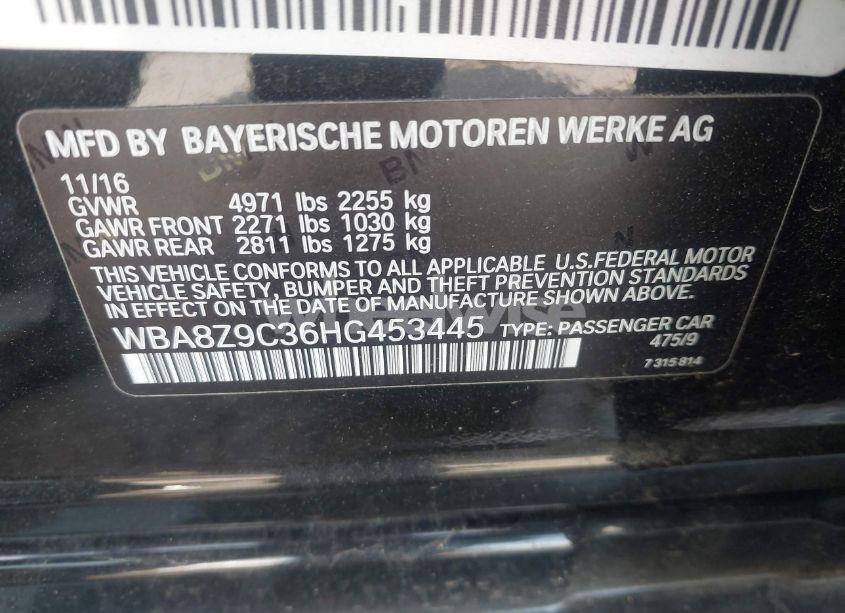 MFD BY BAYERISCHE MOTOREN WERKE AG
11/16
GVWR 4971 lbs 2255 kg
GAWR FRONT 2271 lbs 1030 kg
GAWR REAR 2811 lbs 1275 kg
THIS VEHICLE CONFORMS TO ALL APPLICABLE U.S.FEDERAL MOTOR
VEHICLE SAFETY, BUMPER AND THEFT PREVENTION STANDARDS
IN EFFECT ON THE DATE OF MANUFACTURE SHOWN ABOVE.
WBA8Z9C36HG453445 TYPE: PASSENGER CAR
475/9
7 315 814